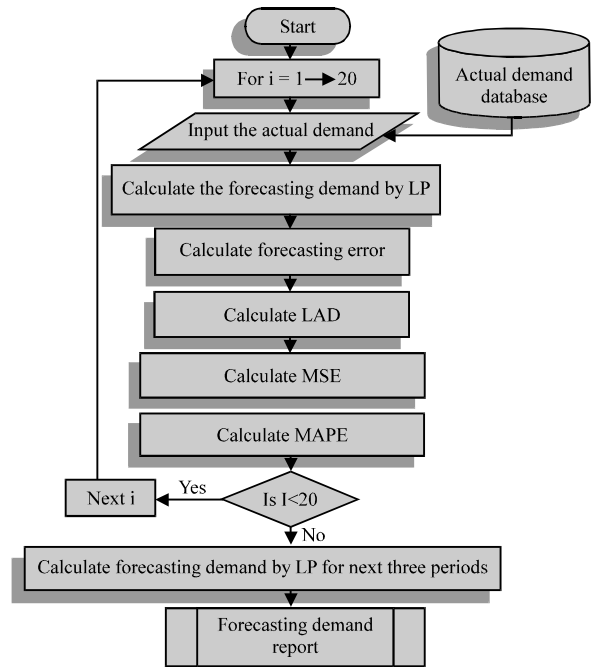 Start
For i = 1→20
Actual demand
database
Input the actual demand
Calculate the forecasting demand by LP
Calculate forecasting error
Calculate LAD
Calculate MSE
Calculate MAPE
Is I<20
Yes
Next i
No
Calculate forecasting demand by LP for next three periods
Forecasting demand
report